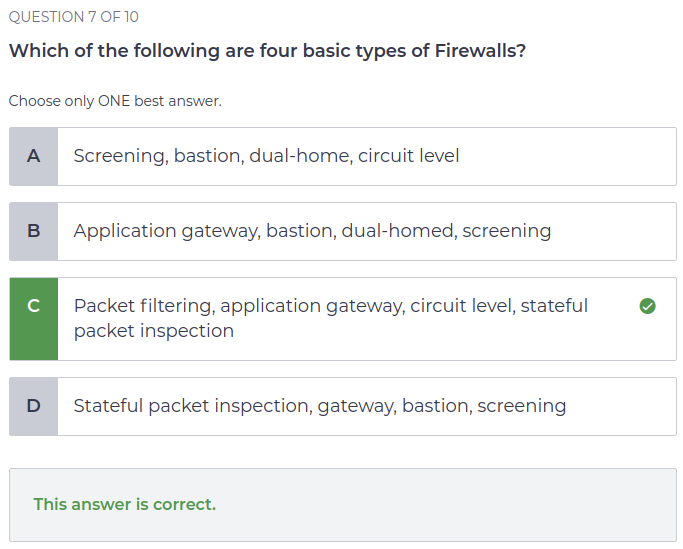 QUESTION 7 OF 10
Which of the following are four basic types of Firewalls?
Choose only ONE best answer.
A
Screening, bastion, dual-home, circuit level
B
Application gateway, bastion, dual-homed, screening
C
Packet filtering, application gateway, circuit level, stateful
packet inspection
D
Stateful packet inspection, gateway, bastion, screening
This answer is correct.